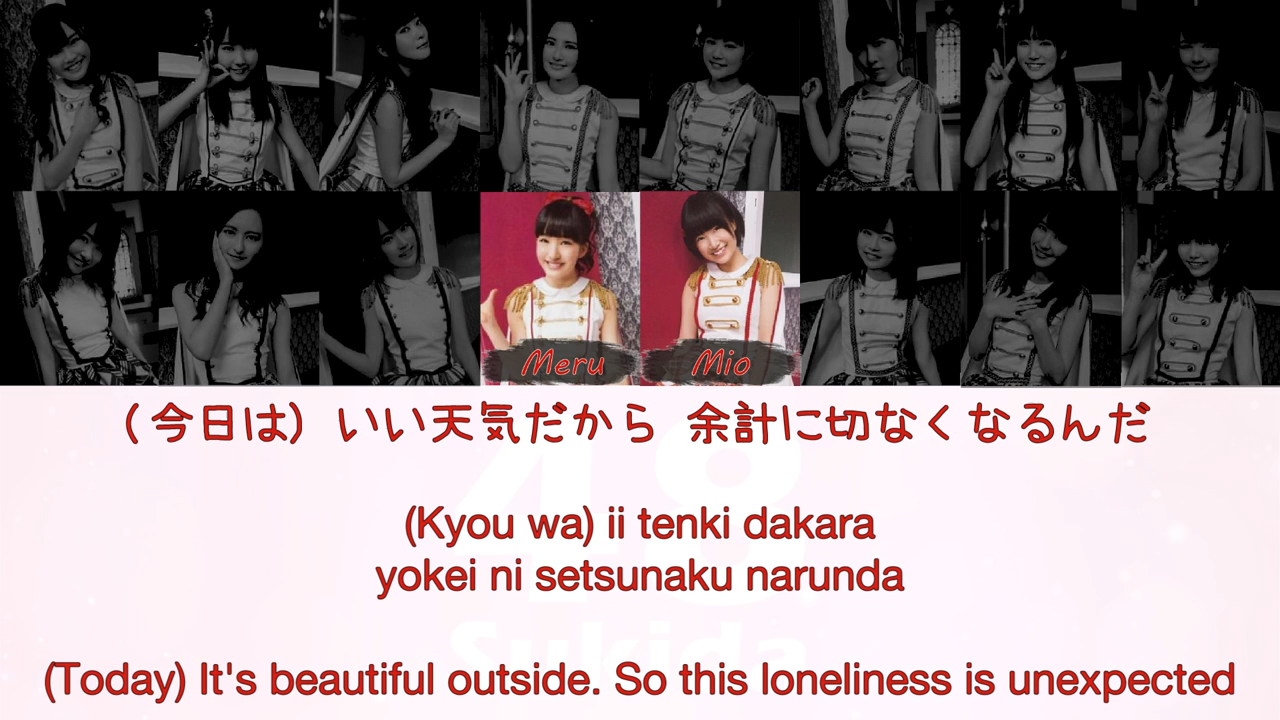 Meru
Mio
(今日は) いい天気だから 余計に切なくなるんだ
48
(Kyou wa) ii tenki dakara
yokei ni setsunaku narunda
Sukida
(Today) It's beautiful outside. So this loneliness is unexpected